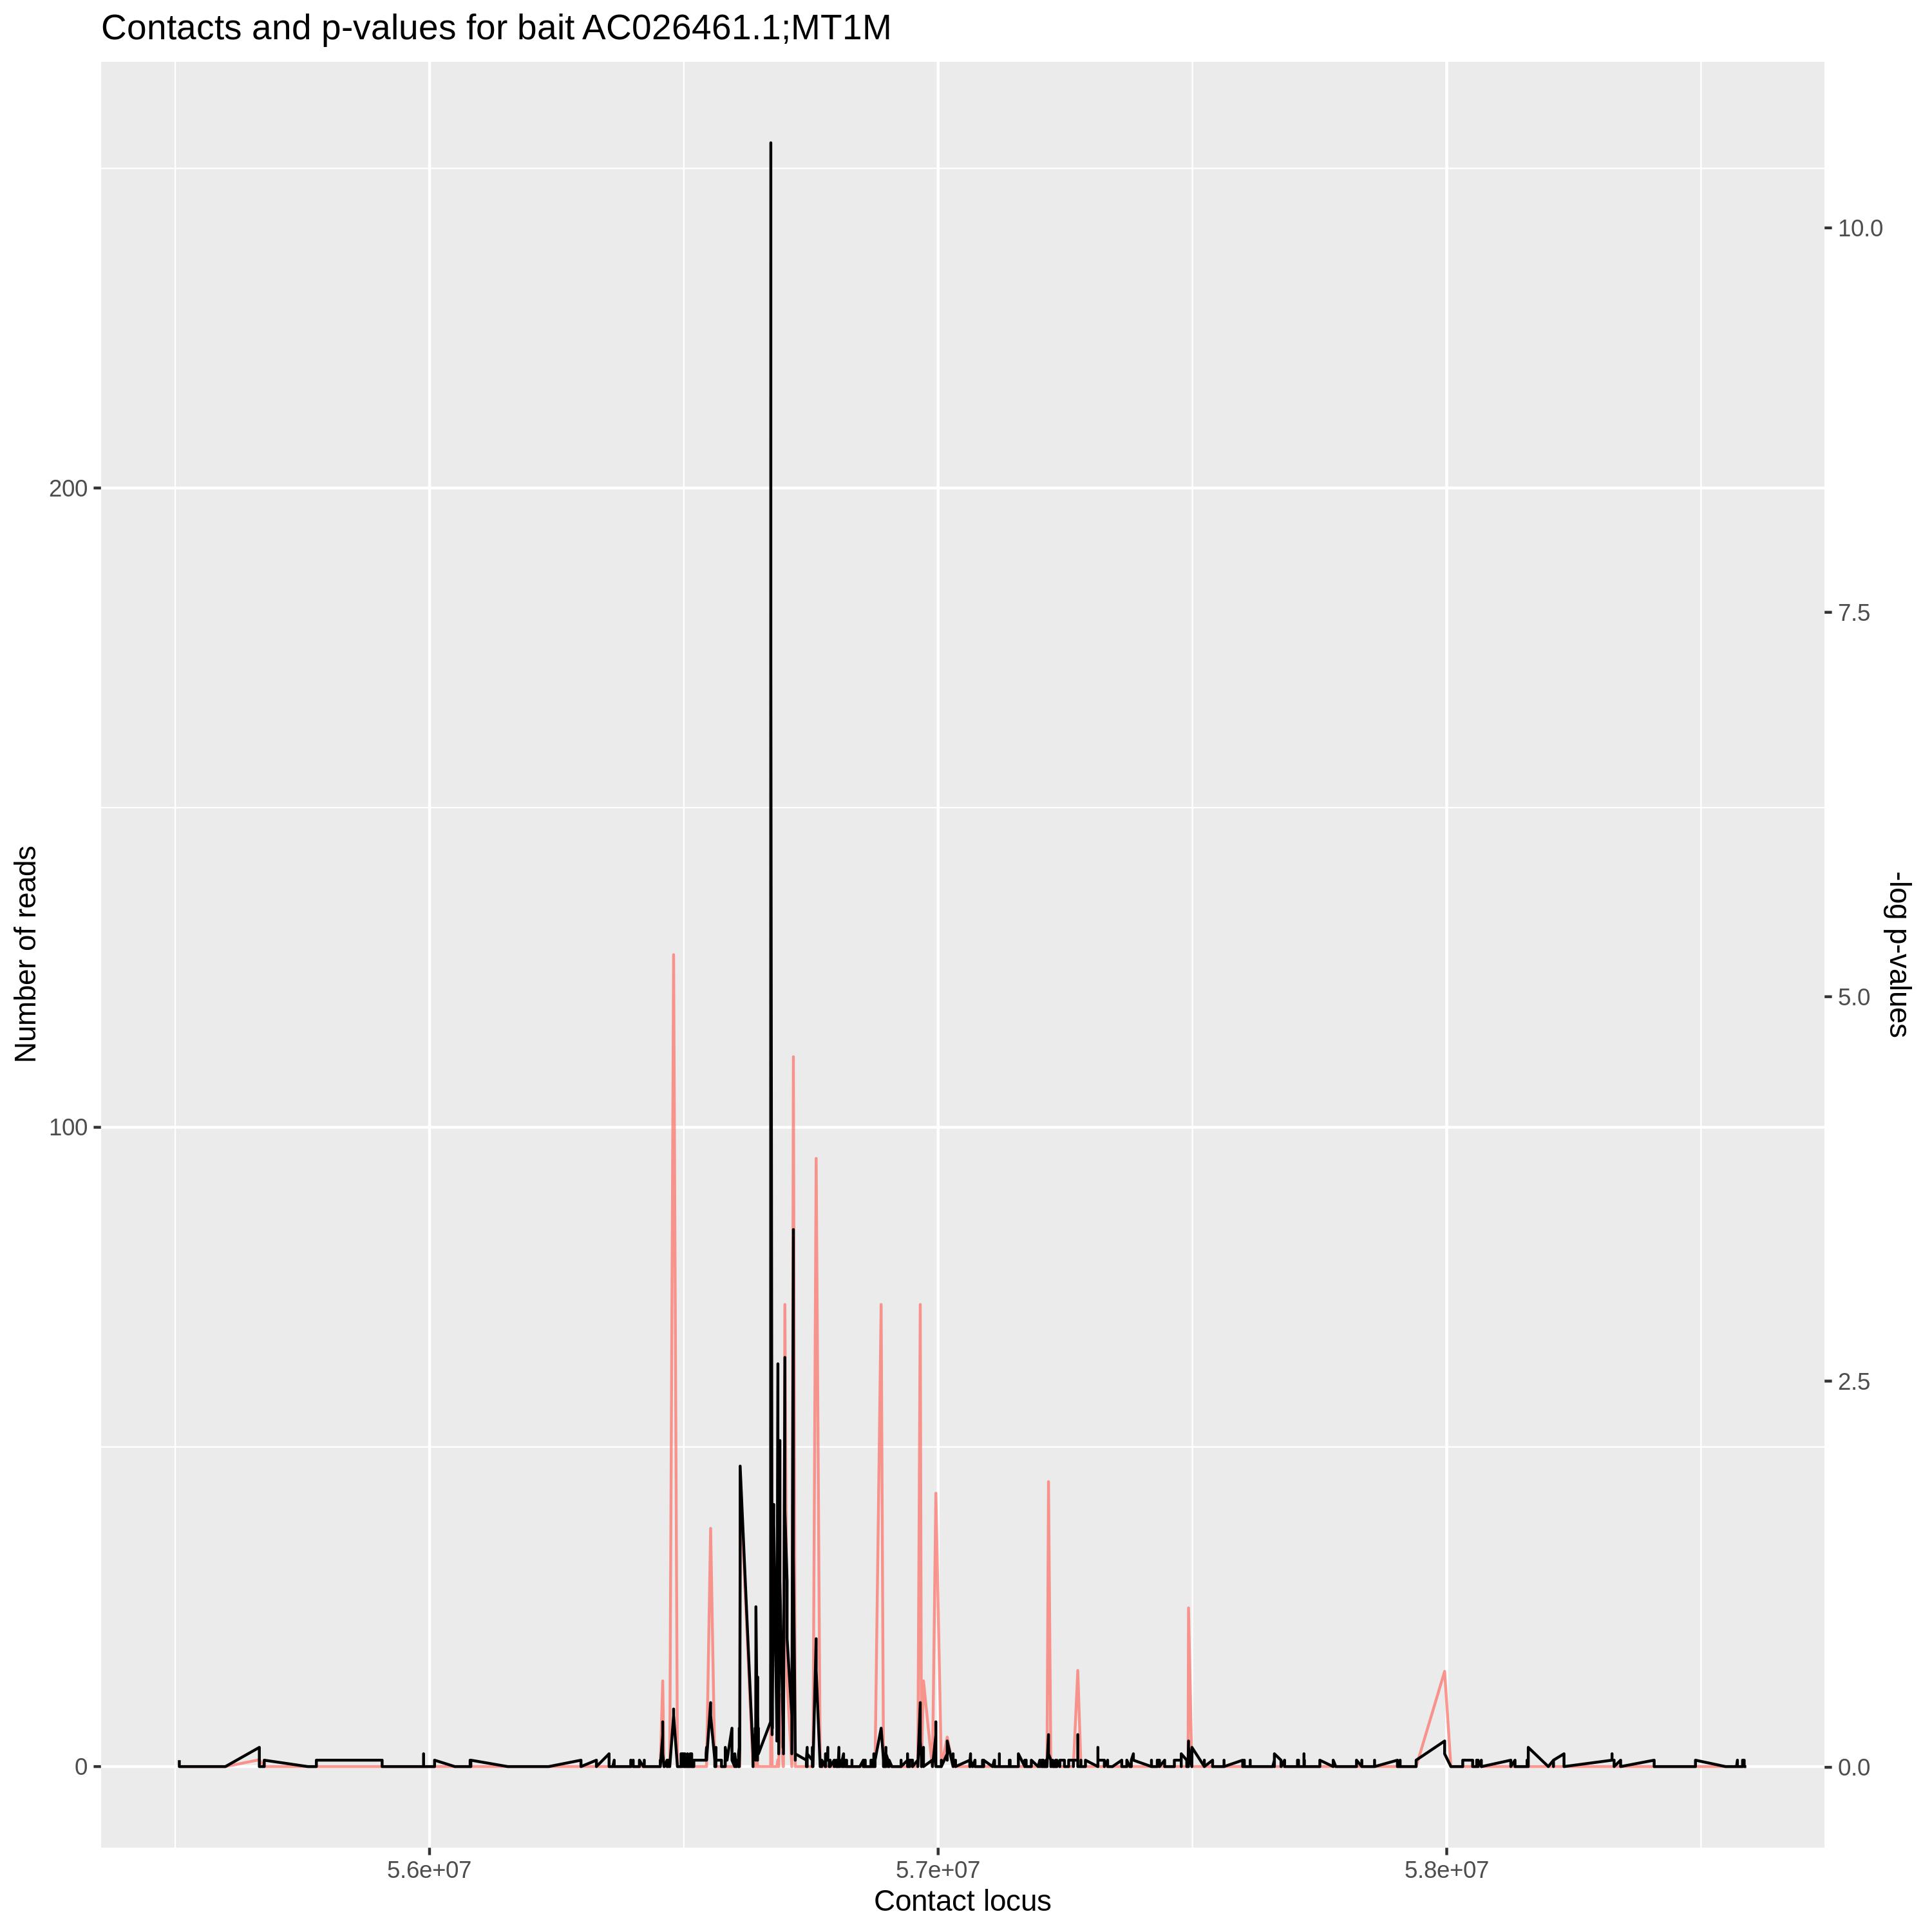 Contacts and p-values for bait AC026461.1;MT1M
200
100
0
Number of reads
10.0
7.5
5.0
2.5
0.0
-log p-values
5.6e+07
5.7e+07
5.8e+07
Contact locus